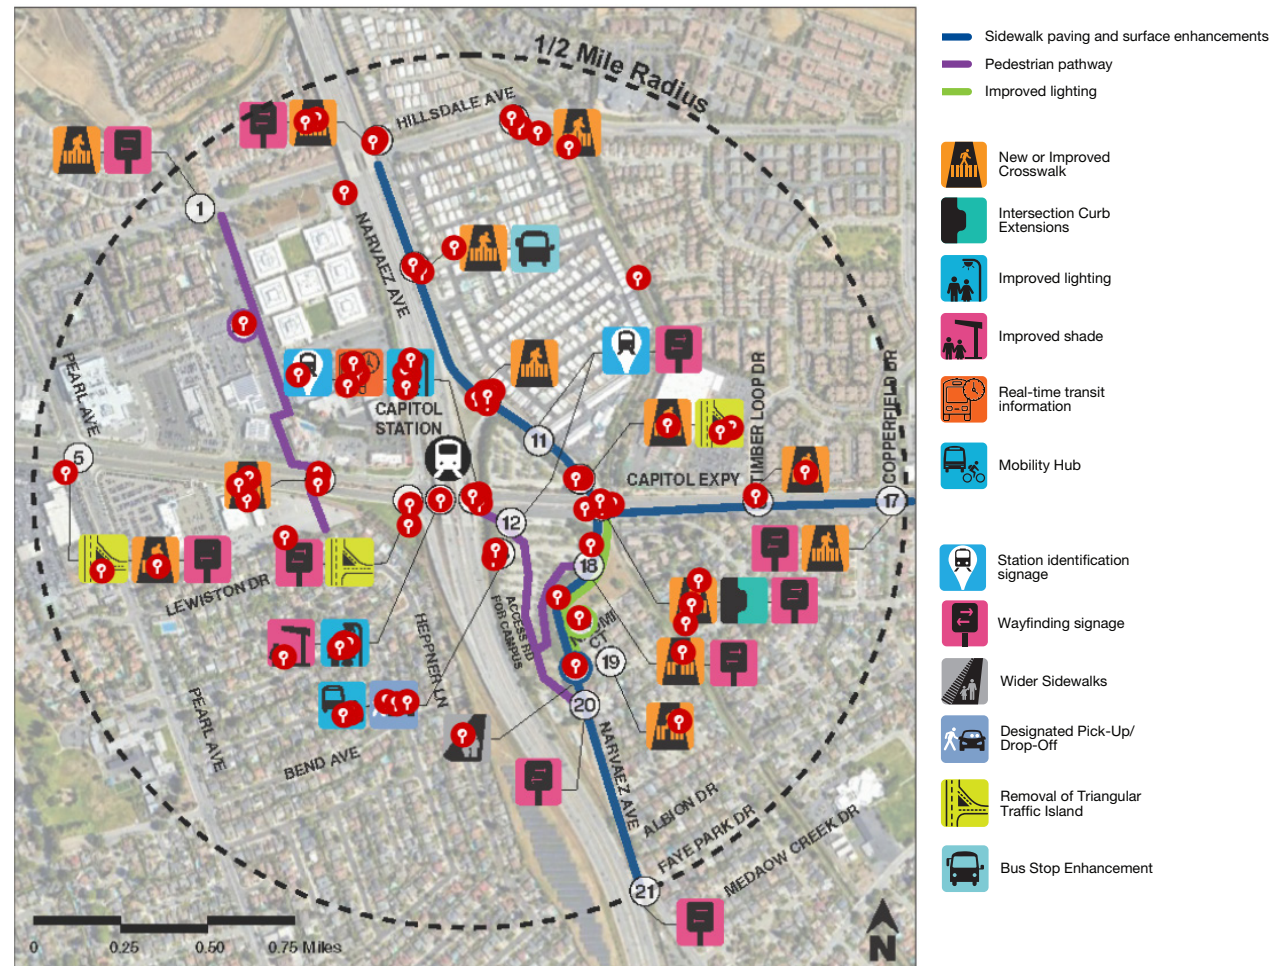 1/2 Mile Radius
HILLSDALE AVE
1
NARVAEZ AVE
PEARL AVE
CAPITOL
STATION
TIMBER LOOP DR
COPPERFIELD DR
5
11
CAPITOL EXPY
17
12
18
LEWISTON DR
ACCESS RD
FOR CAMPUS
HEPPNER LN
CT
19
20
PEARL AVE
BEND AVE
NARVAEZ AVE
ALBION DR
FAYE PARK DR
MEDAOW CREEK DR
21
0
0.25
0.50
0.75 Miles
N
Sidewalk paving and surface enhancements
Pedestrian pathway
Improved lighting
New or Improved
Crosswalk
Intersection Curb
Extensions
Improved lighting
Improved shade
Real-time transit
information
Mobility Hub
Station identification
signage
Wayfinding signage
Wider Sidewalks
Designated Pick-Up/
Drop-Off
Removal of Triangular
Traffic Island
Bus Stop Enhancement